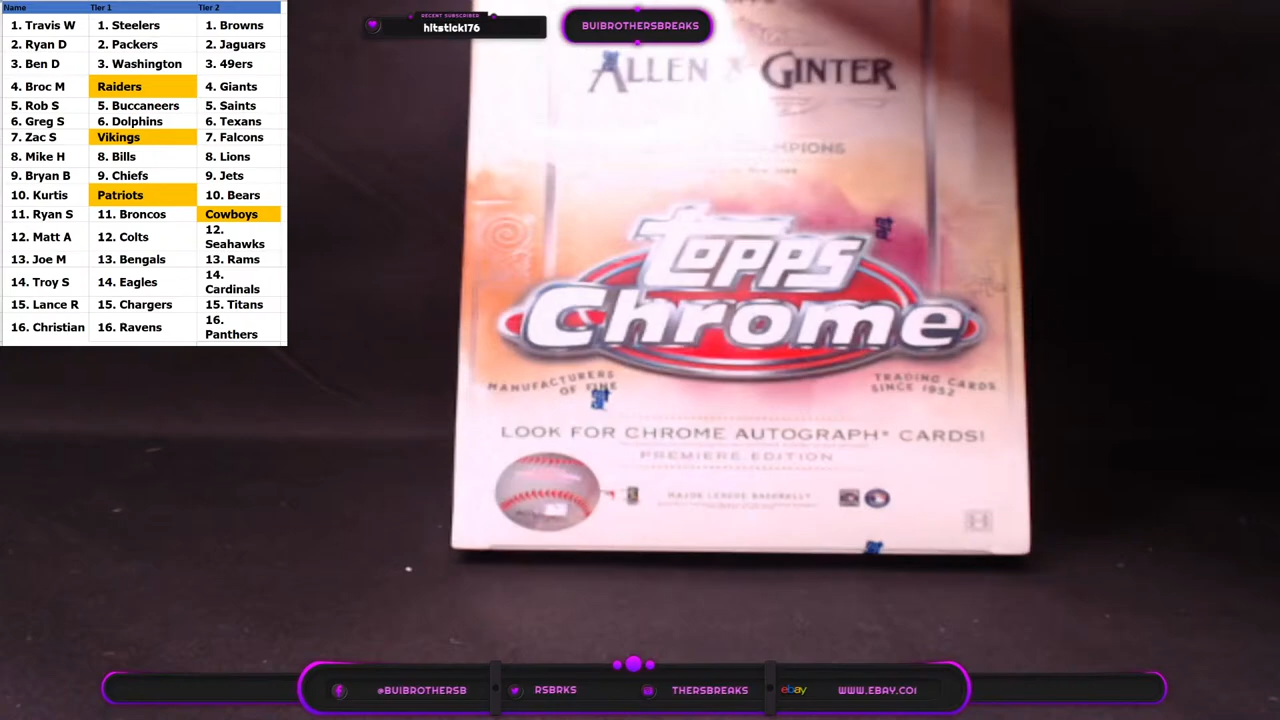 Name Tier 1 Tier 2
1. Travis W 1. Steelers 1. Browns
2. Ryan D 2. Packers 2. Jaguars
3. Ben D 3. Washington 3. 49ers
4. Broc M Raiders 4. Giants
5. Rob S 5. Buccaneers 5. Saints
6. Greg S 6. Dolphins 6. Texans
7. Zac S Vikings 7. Falcons
8. Mike H 8. Bills 8. Lions
9. Bryan B 9. Chiefs 9. Jets
10. Kurtis Patriots 10. Bears
11. Ryan S 11. Broncos Cowboys
12. Matt A 12. Colts 12. Seahawks
13. Joe M 13. Bengals 13. Rams
14. Troy S 14. Eagles 14. Cardinals
15. Lance R 15. Chargers 15. Titans
16. Christian 16. Ravens 16. Panthers
RECENT SUBSCRIBER
hitstick176
BUIBROTHERSBREAKS
ALLEN & GINTER
Topps
Chrome
MANUFACTURERS OF FINE
TRADING CARDS SINCE 1952
LOOK FOR CHROME AUTOGRAPH* CARDS!
PREMIERE EDITION
MAJOR LEAGUE BASEBALL
@BUIBROTHERSB
RSBRKS
THERSBREAKS
ebay
WWW.EBAY.CO